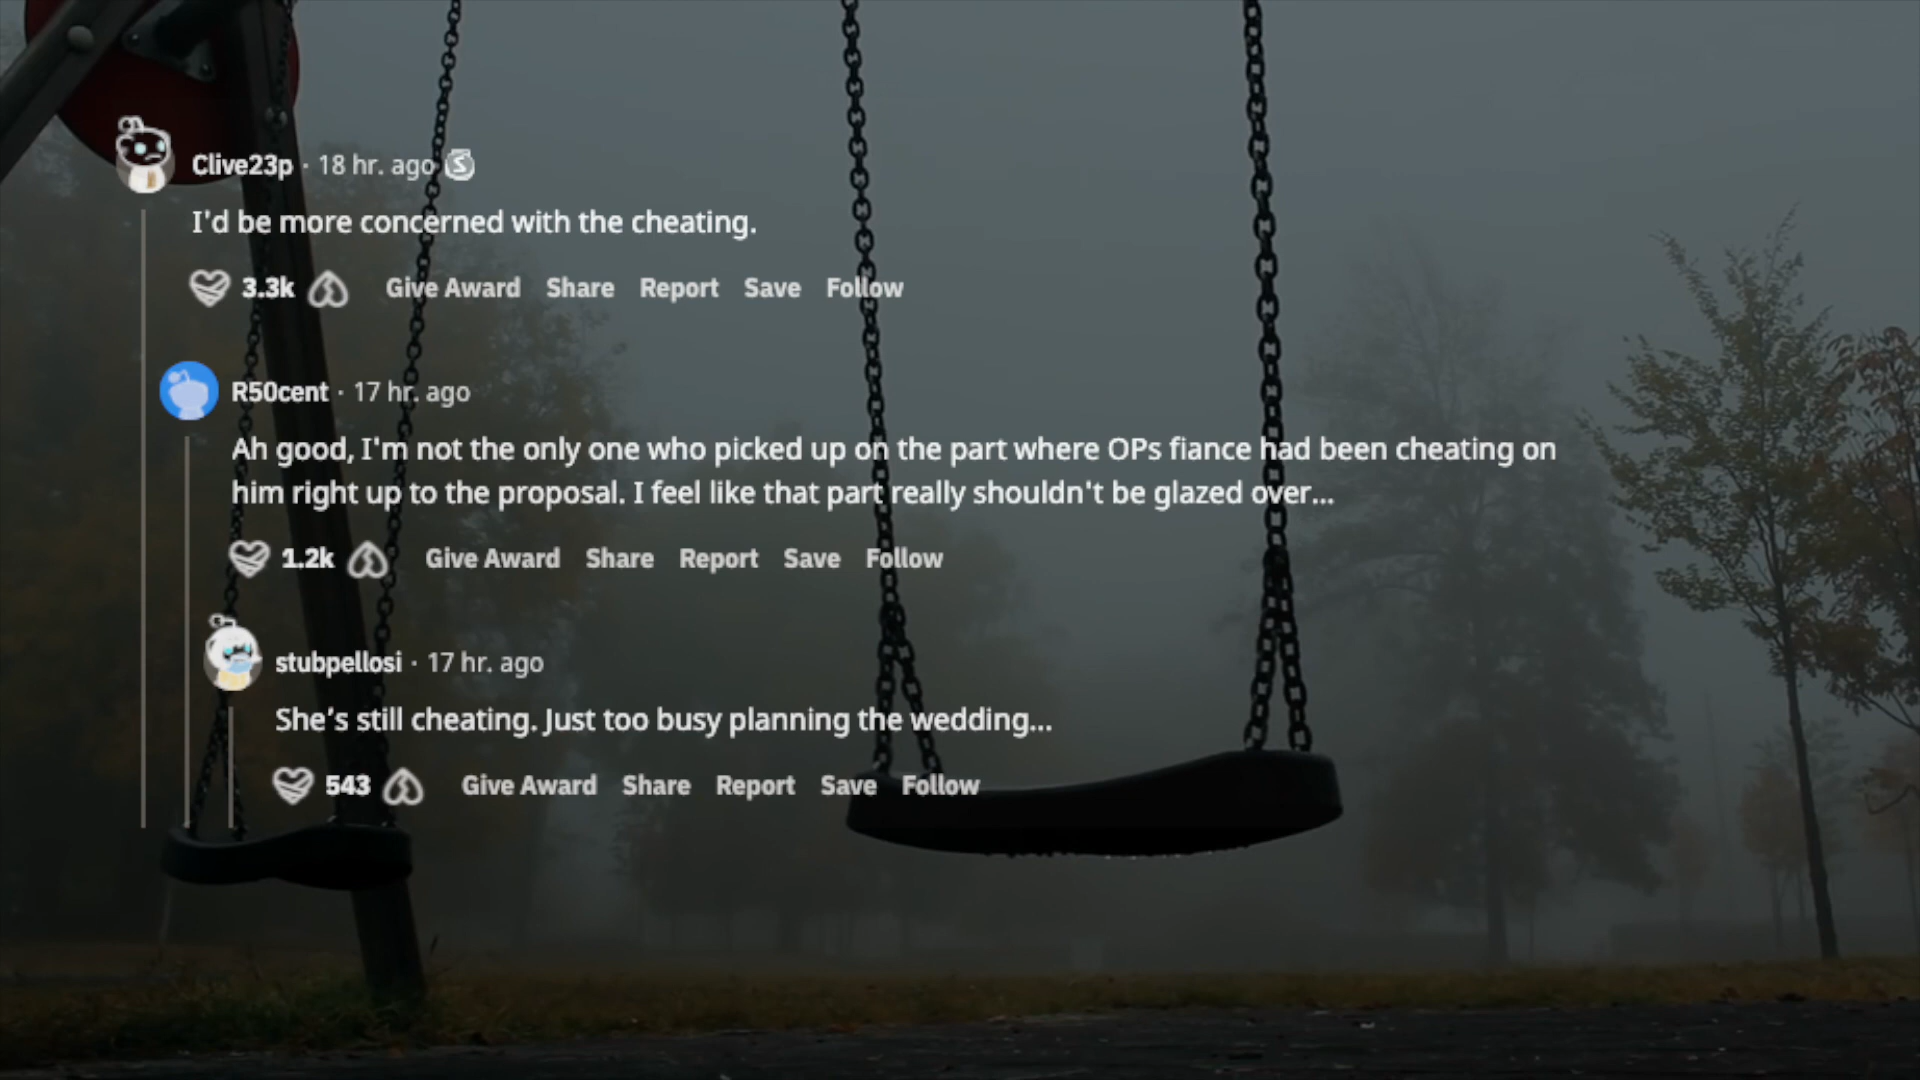 Clive23p · 18 hr. ago
I'd be more concerned with the cheating.
3.3k Give Award Share Report Save Follow
R50cent · 17 hr. ago
Ah good, I'm not the only one who picked up on the part where OPs fiance had been cheating on
him right up to the proposal. I feel like that part really shouldn't be glazed over...
1.2k Give Award Share Report Save Follow
stubpellosi · 17 hr. ago
She's still cheating. Just too busy planning the wedding...
543 Give Award Share Report Save Follow